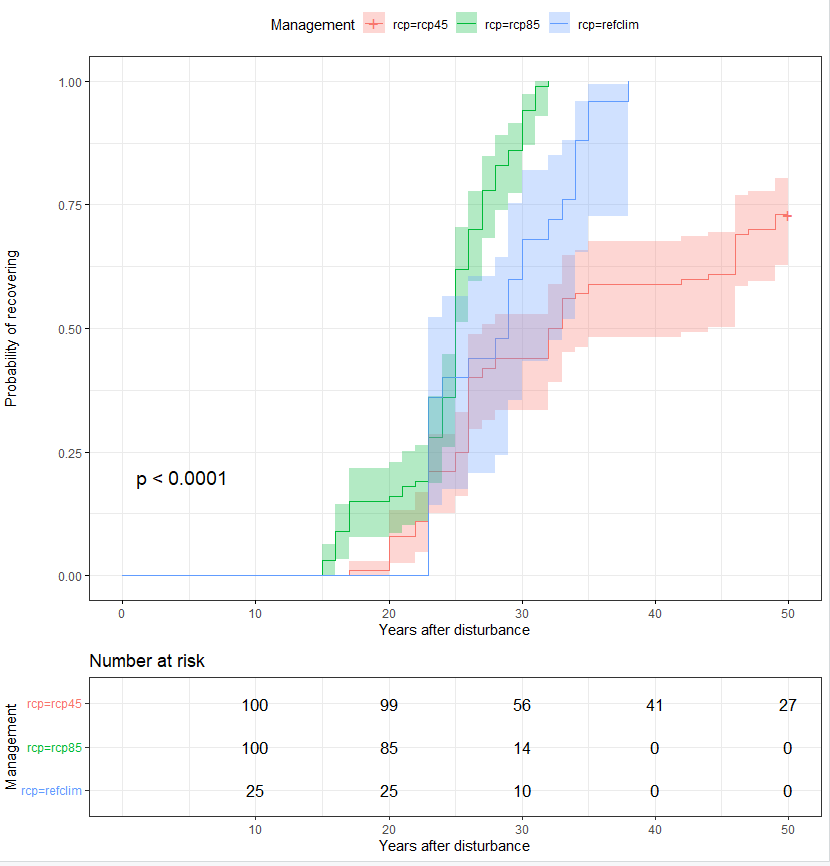 Management rcp=rcp45 rcp=rcp85 rcp=refclim
Probability of recovering
1.00
0.75
0.50
0.25
0.00
p < 0.0001
0 10 20 30 40 50
Years after disturbance
Number at risk
Management
rcp=rcp45 100 99 56 41 27
rcp=rcp85 100 85 14 0 0
rcp=refclim 25 25 10 0 0
10 20 30 40 50
Years after disturbance